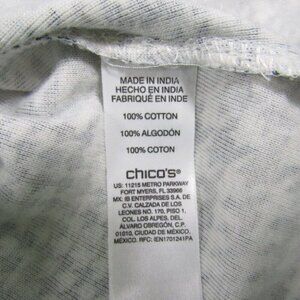 MADE IN INDIA
HECHO EN INDIA
FABRIQUÉ EN INDE
100% COTTON
100% ALGODÓN
100% COTON
chico's®
US: 11215 METRO PARKWAY
FORT MYERS, FL 33966
MX: IB ENTERPRISES S.A. DE
C.V. CALZADA DE LOS
LEONES NO. 170, PISO 1,
COL. LOS ALPES, DEL.
ÁLVARO OBREGÓN, C.P.
01010, CIUDAD DE MÉXICO,
MÉXICO. RFC: IEN1701241PA